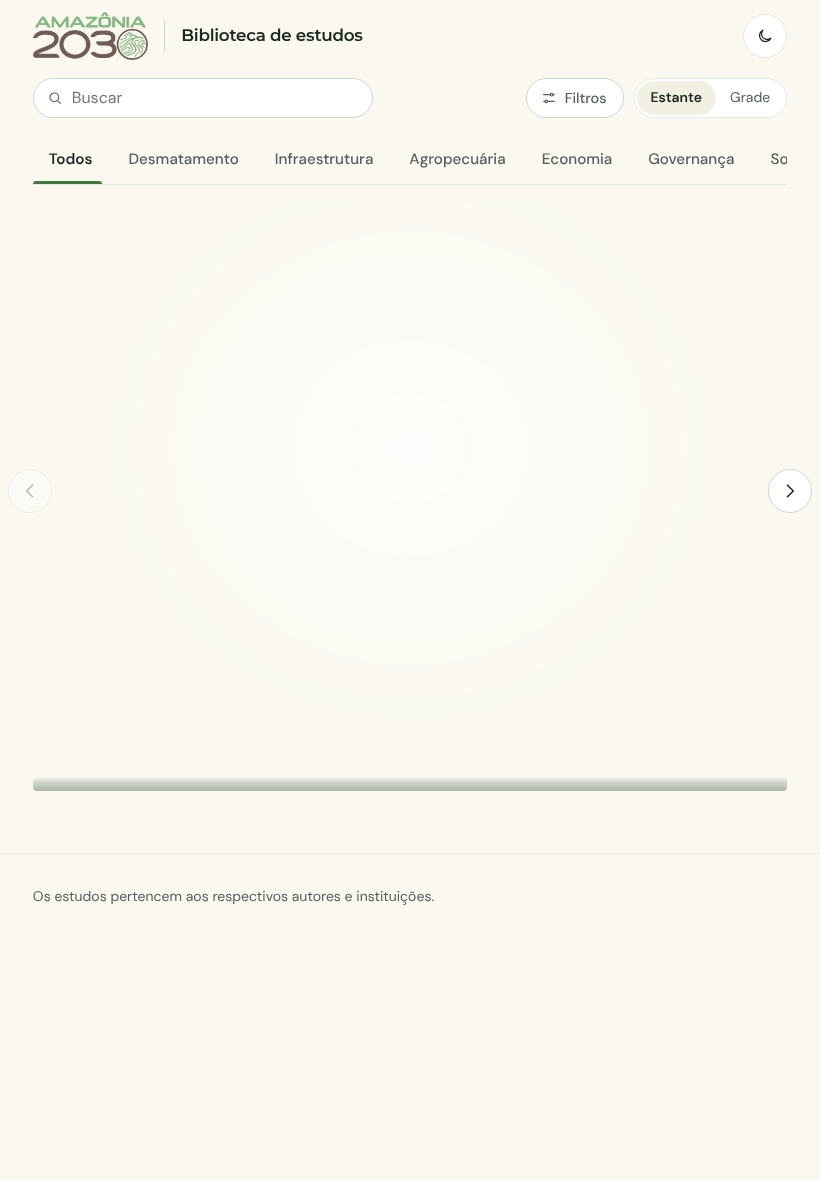 AMAZÔNIA
2030
Biblioteca de estudos
Buscar
Filtros
Estante
Grade
Todos
Desmatamento
Infraestrutura
Agropecuária
Economia
Governança
So
Os estudos pertencem aos respectivos autores e instituições.